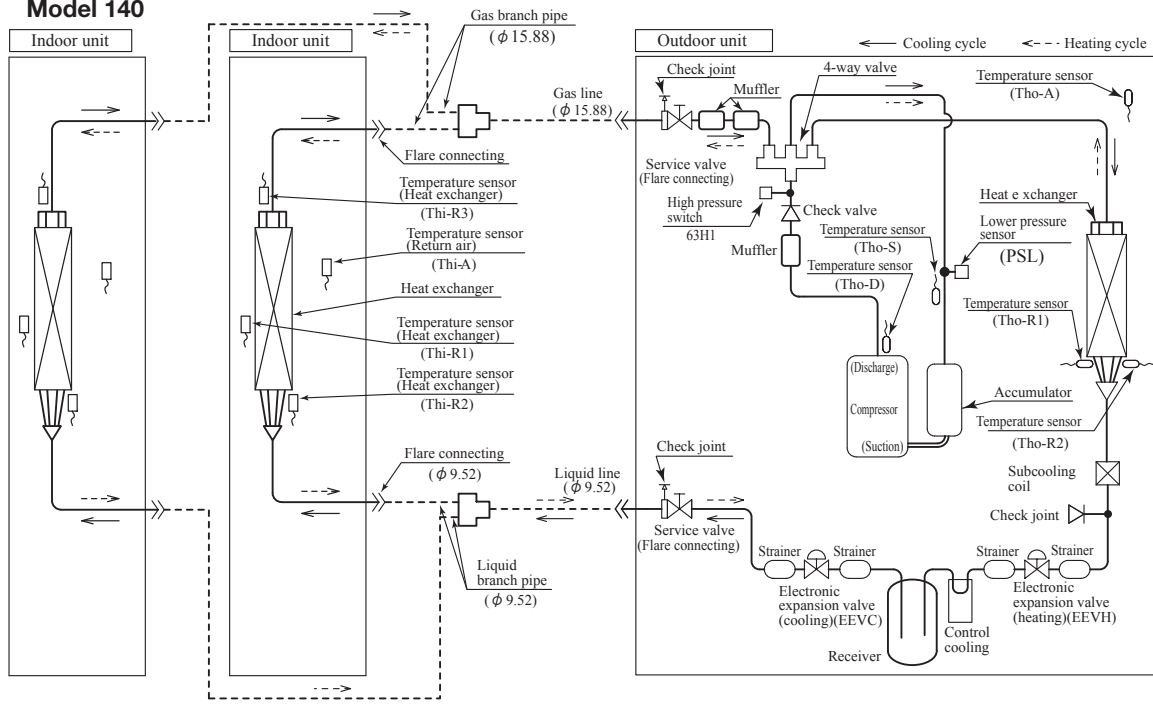 Model 140
Indoor unit
Indoor unit
Gas branch pipe
(ϕ 15.88)
Gas line
(ϕ 15.88)
Flare connecting
Temperature sensor
(Heat exchanger)
(Thi-R3)
Temperature sensor
(Return air)
(Thi-A)
Heat exchanger
Temperature sensor
(Heat exchanger)
(Thi-R1)
Temperature sensor
(Heat exchanger)
(Thi-R2)
Flare connecting
(ϕ 9.52)
Liquid line
(ϕ 9.52)
Liquid
branch pipe
(ϕ 9.52)
Outdoor unit
Cooling cycle
Heating cycle
Check joint
Muffler
4-way valve
Temperature sensor
(Tho-A)
Service valve
(Flare connecting)
High pressure
switch
63H1
Check valve
Muffler
Temperature sensor
(Tho-S)
Temperature sensor
(Tho-D)
Heat e xchanger
Lower pressure
sensor
(PSL)
Temperature sensor
(Tho-R1)
(Discharge)
Compressor
(Suction)
Accumulator
Temperature sensor
(Tho-R2)
Check joint
Service valve
(Flare connecting)
Subcooling
coil
Check joint
Strainer
Strainer
Strainer
Strainer
Electronic
expansion valve
(cooling)(EEVC)
Receiver
Control
cooling
Electronic
expansion valve
(heating)(EEVH)